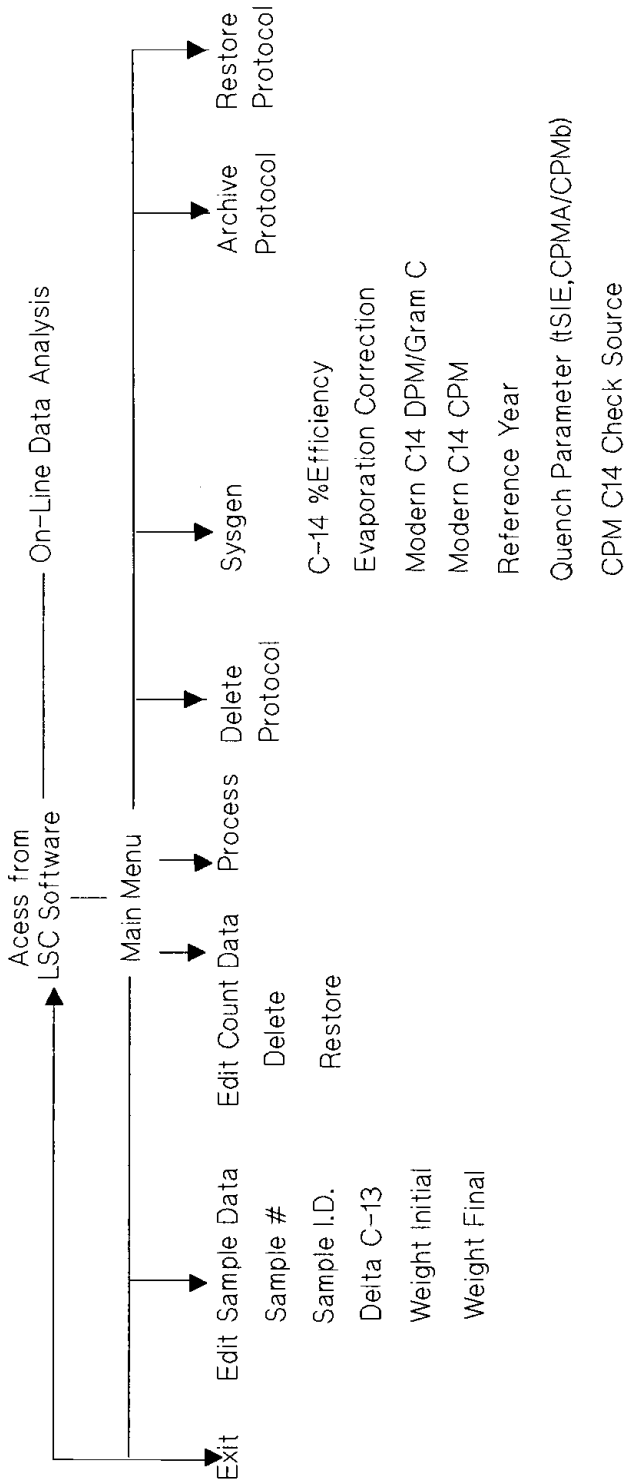 Acess from
LSC Software
On-Line Data Analysis
Main Menu
Exit
Edit Sample Data
Sample #
Sample I.D.
Delta C-13
Weight Initial
Weight Final
Edit Count Data
Delete
Restore
Process
Delete
Protocol
Sysgen
C-14 %Efficiency
Evaporation Correction
Modern C14 DPM/Gram C
Modern C14 CPM
Reference Year
Quench Parameter (tSIE,CPMA/CPMb)
CPM C14 Check Source
Archive
Protocol
Restore
Protocol